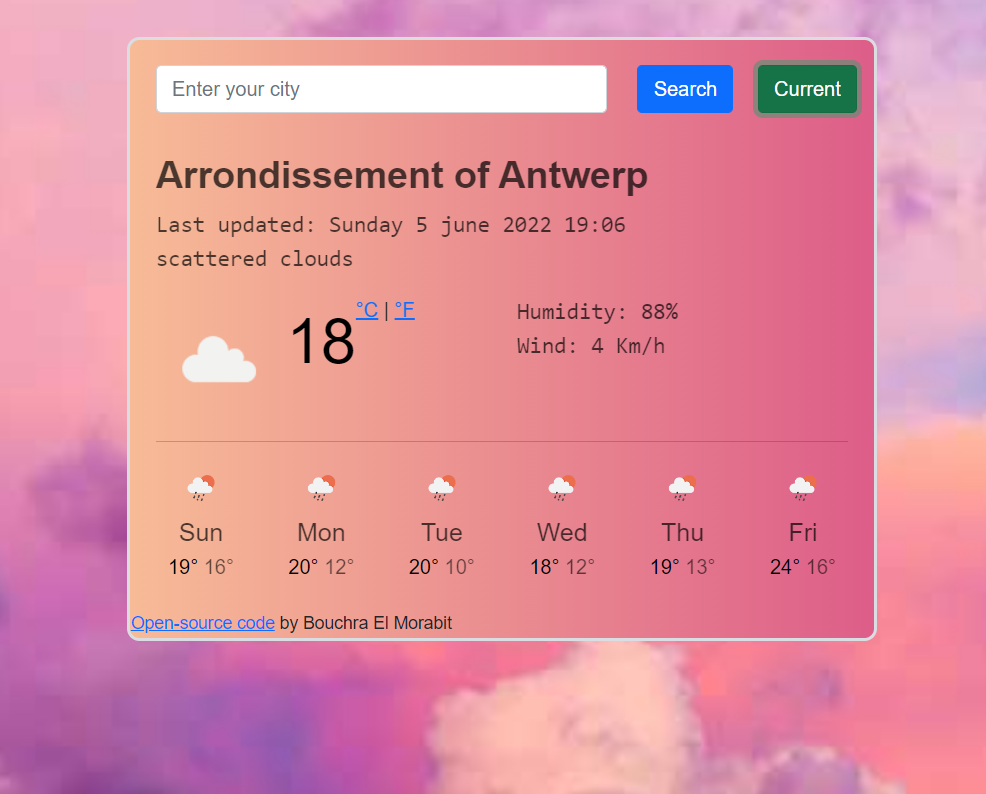 Enter your city Search Current
Arrondissement of Antwerp
Last updated: Sunday 5 june 2022 19:06
scattered clouds
18 °C | °F
Humidity: 88%
Wind: 4 Km/h
Sun Mon Tue Wed Thu Fri
19° 16° 20° 12° 20° 10° 18° 12° 19° 13° 24° 16°
Open-source code by Bouchra El Morabit